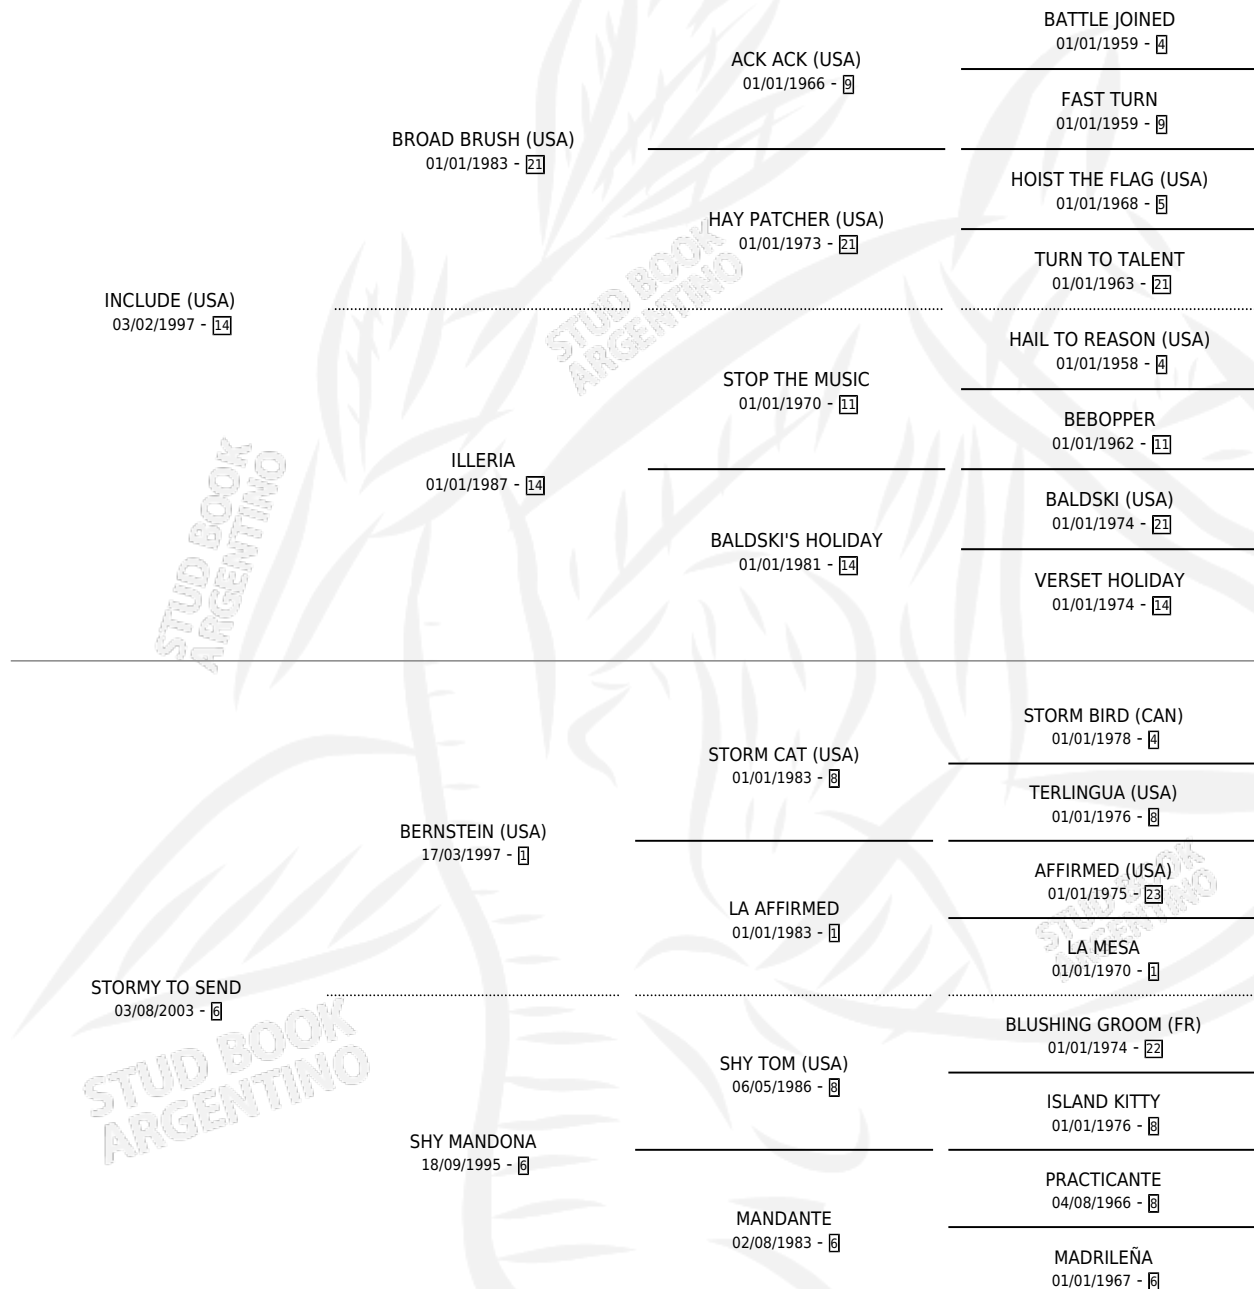 BATTLE JOINED
01/01/1959 - 4
ACK ACK (USA)
01/01/1966 - 9
FAST TURN
01/01/1959 - 9
BROAD BRUSH (USA)
01/01/1983 - 21
HOIST THE FLAG (USA)
01/01/1968 - 5
HAY PATCHER (USA)
01/01/1973 - 21
TURN TO TALENT
01/01/1963 - 21
INCLUDE (USA)
03/02/1997 - 14
HAIL TO REASON (USA)
01/01/1958 - 4
STOP THE MUSIC
01/01/1970 - 11
BEBOPPER
01/01/1962 - 11
ILLERIA
01/01/1987 - 14
BALDSKI (USA)
01/01/1974 - 21
BALDSKI'S HOLIDAY
01/01/1981 - 14
VERSET HOLIDAY
01/01/1974 - 14
STORM BIRD (CAN)
01/01/1978 - 4
STORM CAT (USA)
01/01/1983 - 8
TERLINGUA (USA)
01/01/1976 - 8
BERNSTEIN (USA)
17/03/1997 - 1
AFFIRMED (USA)
01/01/1975 - 23
LA AFFIRMED
01/01/1983 - 1
LA MESA
01/01/1970 - 1
STORMY TO SEND
03/08/2003 - 6
BLUSHING GROOM (FR)
01/01/1974 - 22
SHY TOM (USA)
06/05/1986 - 8
ISLAND KITTY
01/01/1976 - 8
SHY MANDONA
18/09/1995 - 6
PRACTICANTE
04/08/1966 - 8
MANDANTE
02/08/1983 - 6
MADRILEÑA
01/01/1967 - 6
STUD BOOK
ARGENTINO
STUD BOOK
ARGENTINO
STUD BOOK
ARGENTINO
STUD BOOK
ARGENTINO